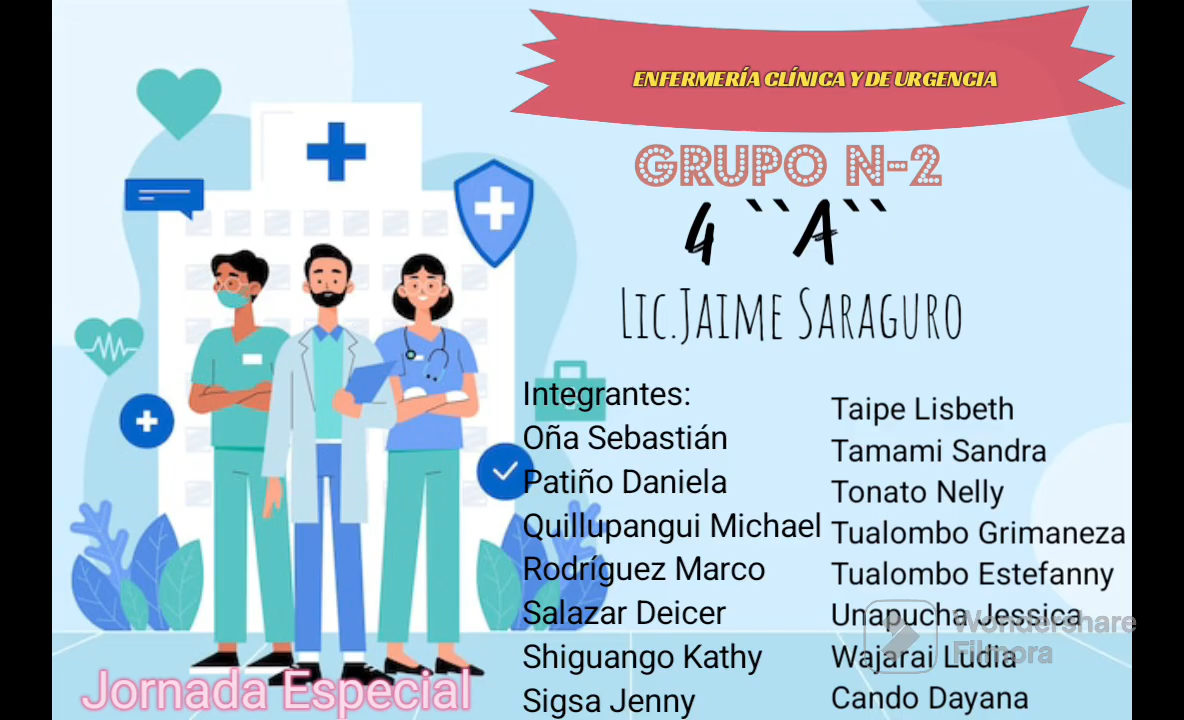 ENFERMERÍA CLÍNICA Y DE URGENCIA
GRUPO N-2
4 ``A``
Lic.Jaime Saraguro
Integrantes:
Oña Sebastián
Patiño Daniela
Quillupangui Michael
Rodríguez Marco
Salazar Deicer
Shiguango Kathy
Sigsa Jenny
Taipe Lisbeth
Tamami Sandra
Tonato Nelly
Tualombo Grimaneza
Tualombo Estefanny
Unapucha Jessica
Wajarai Ludia
Cando Dayana
Wondershare
Filmora
Jornada Especial